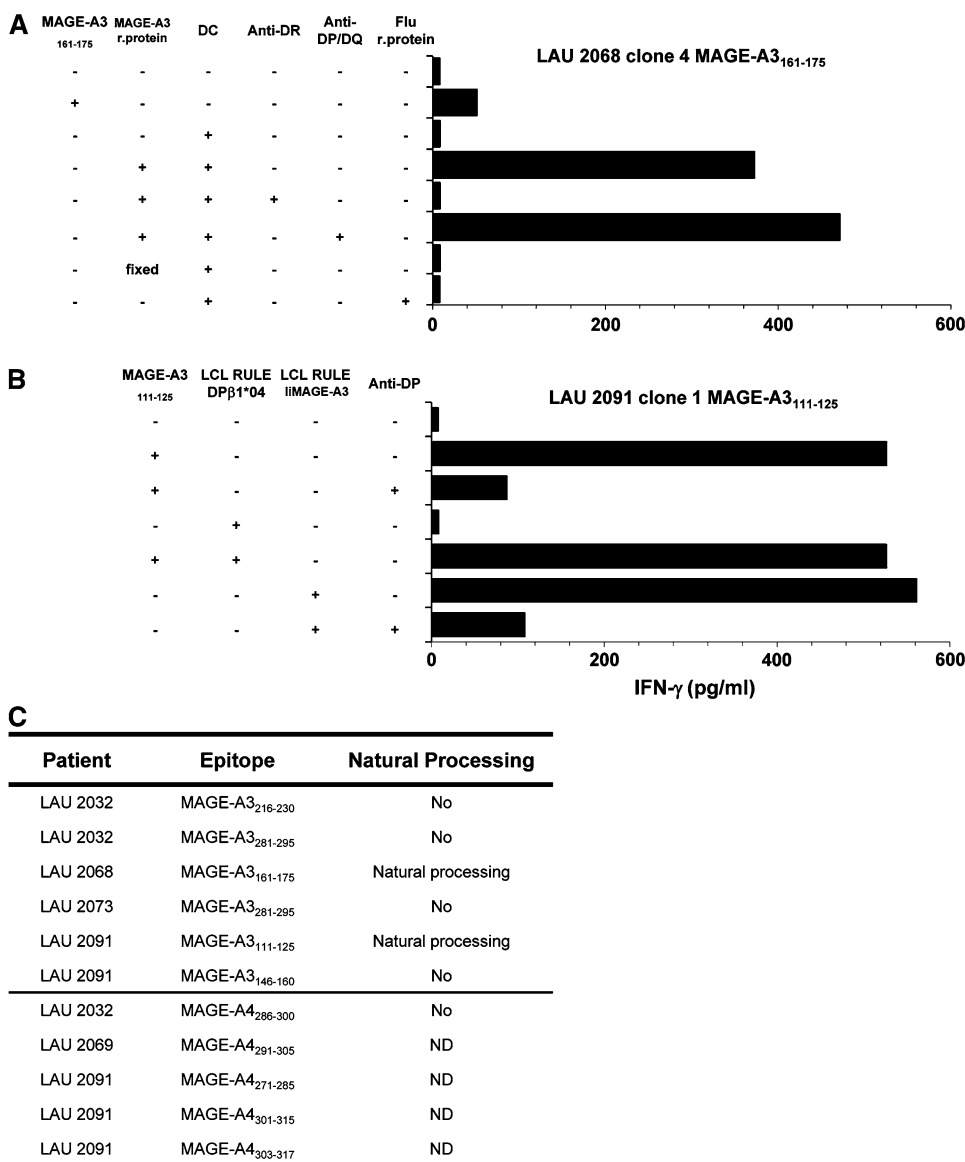 A
MAGE-A3 161-175 MAGE-A3 r.protein DC Anti-DR Anti-DP/DQ Flu r.protein
LAU 2068 clone 4 MAGE-A3161-175
- - - - - -
+ - - - - -
- - + - - -
- + + - - -
- + + + - -
- + + - + -
- fixed + - - -
- - + - - +
0 200 400 600
B
MAGE-A3 111-125 LCL RULE DPβ1*04 LCL RULE IiMAGE-A3 Anti-DP
LAU 2091 clone 1 MAGE-A3111-125
- - - -
+ - - -
+ - - +
- + - -
+ + - -
- - + -
- - + +
0 200 400 600
IFN-γ (pg/ml)
C
Patient Epitope Natural Processing
LAU 2032 MAGE-A3216-230 No
LAU 2032 MAGE-A3281-295 No
LAU 2068 MAGE-A3161-175 Natural processing
LAU 2073 MAGE-A3281-295 No
LAU 2091 MAGE-A3111-125 Natural processing
LAU 2091 MAGE-A3146-160 No
LAU 2032 MAGE-A4286-300 No
LAU 2069 MAGE-A4291-305 ND
LAU 2091 MAGE-A4271-285 ND
LAU 2091 MAGE-A4301-315 ND
LAU 2091 MAGE-A4303-317 ND